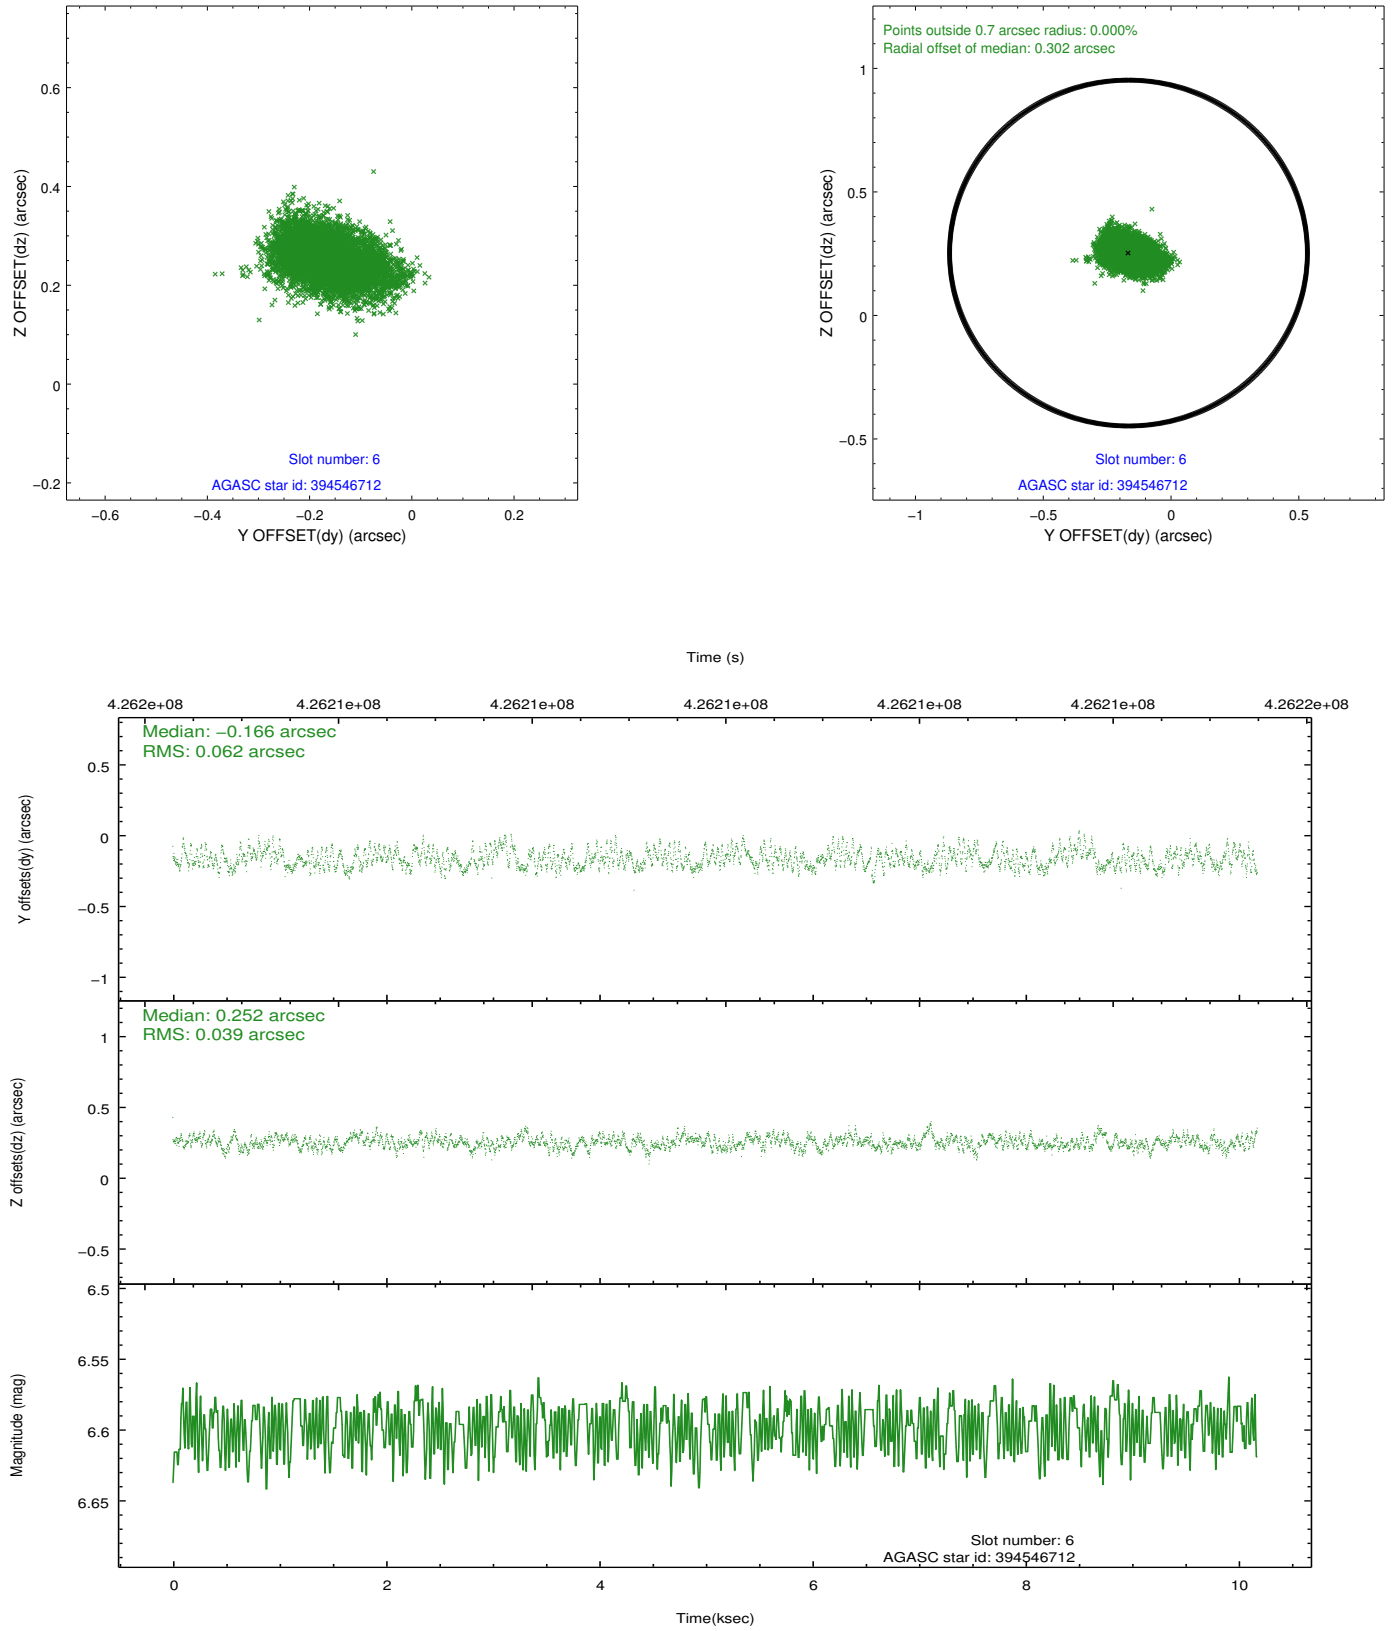 0.6
0.4
0.2
0
−0.2
Z OFFSET(dz) (arcsec)
Slot number: 6
AGASC star id: 394546712
−0.6 −0.4 −0.2 0 0.2
Y OFFSET(dy) (arcsec)
Points outside 0.7 arcsec radius: 0.000%
Radial offset of median: 0.302 arcsec
1
0.5
0
−0.5
Z OFFSET(dz) (arcsec)
Slot number: 6
AGASC star id: 394546712
−1 −0.5 0 0.5
Y OFFSET(dy) (arcsec)
Time (s)
4.262e+08 4.2621e+08 4.2621e+08 4.2621e+08 4.2621e+08 4.2621e+08 4.2622e+08
Median: −0.166 arcsec
RMS: 0.062 arcsec
0.5
0
−0.5
−1
Y offsets(dy) (arcsec)
Median: 0.252 arcsec
RMS: 0.039 arcsec
1
0.5
0
−0.5
Z offsets(dz) (arcsec)
6.5
6.55
6.6
6.65
Magnitude (mag)
Slot number: 6
AGASC star id: 394546712
0 2 4 6 8 10
Time(ksec)